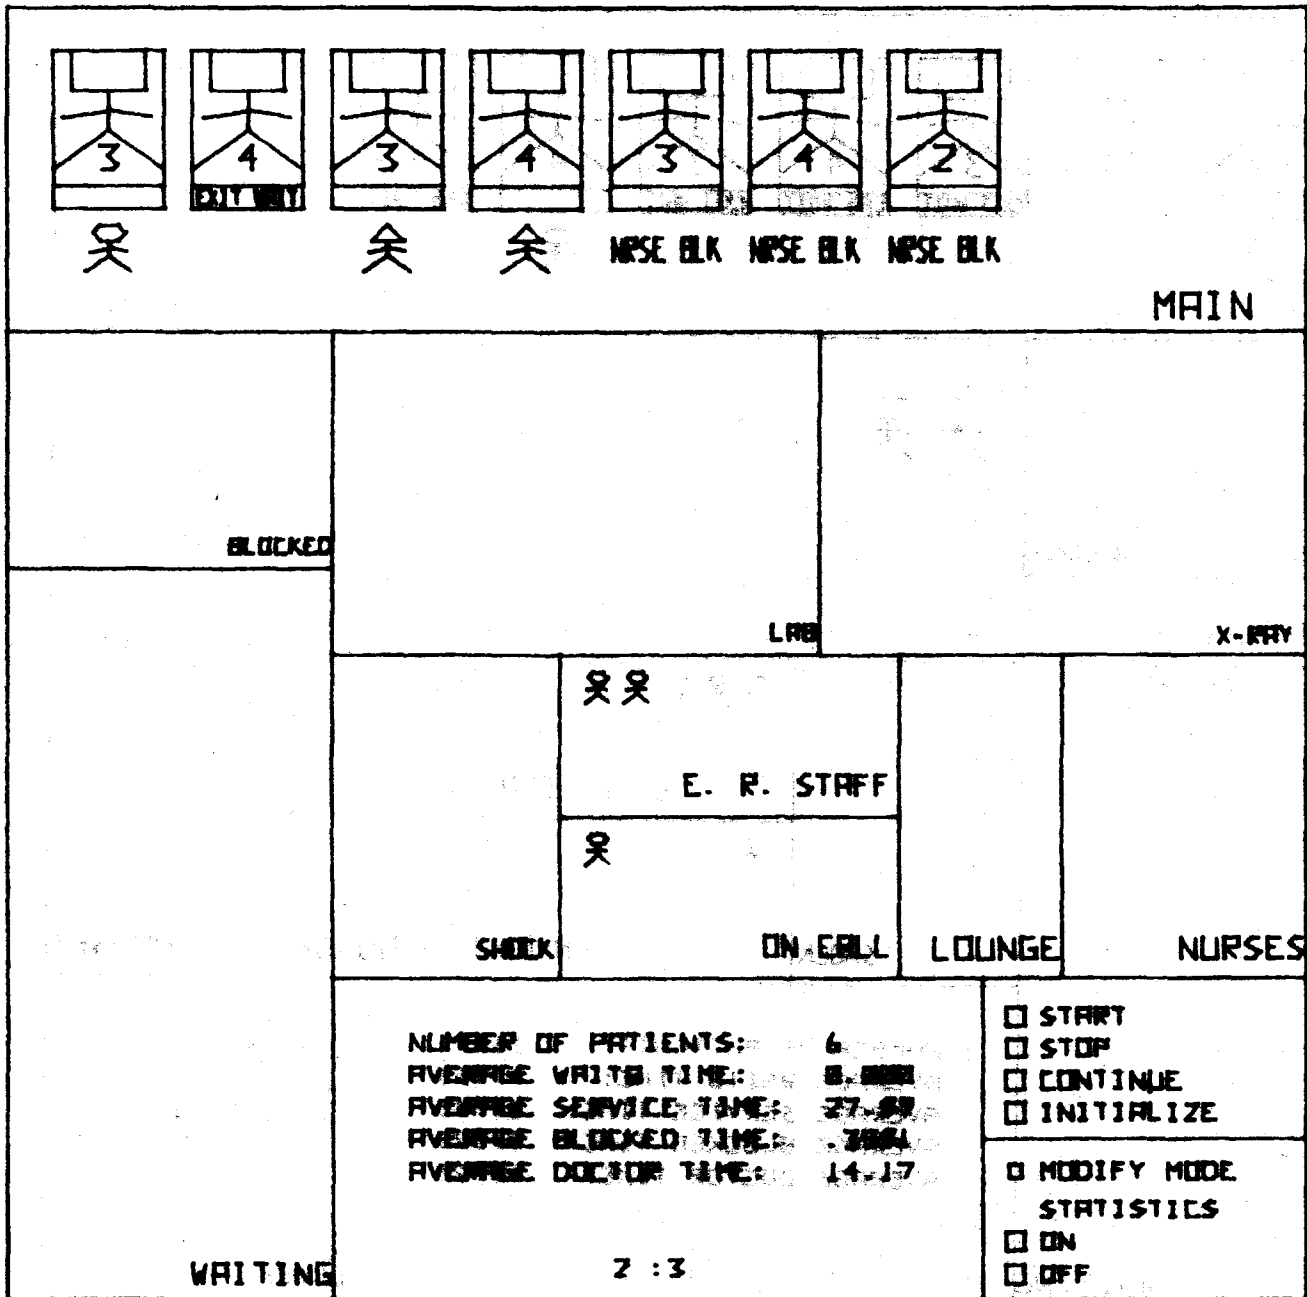 3 4 3 4 3 4 2
EXIT WAIT
NRSE BLK NRSE BLK NRSE BLK
MAIN
BLOCKED
LAB
X-RAY
E. R. STAFF
SHOCK
ON CALL
LOUNGE
NURSES
NUMBER OF PATIENTS: 6
AVERAGE TIME:
AVERAGE SERVICE TIME:
AVERAGE BLOCKED TIME:
AVERAGE DOCTOR TIME: 14.17
2 :3
WAITING
START
STOP
CONTINUE
INITIALIZE
MODIFY MODE
STATISTICS
ON
OFF